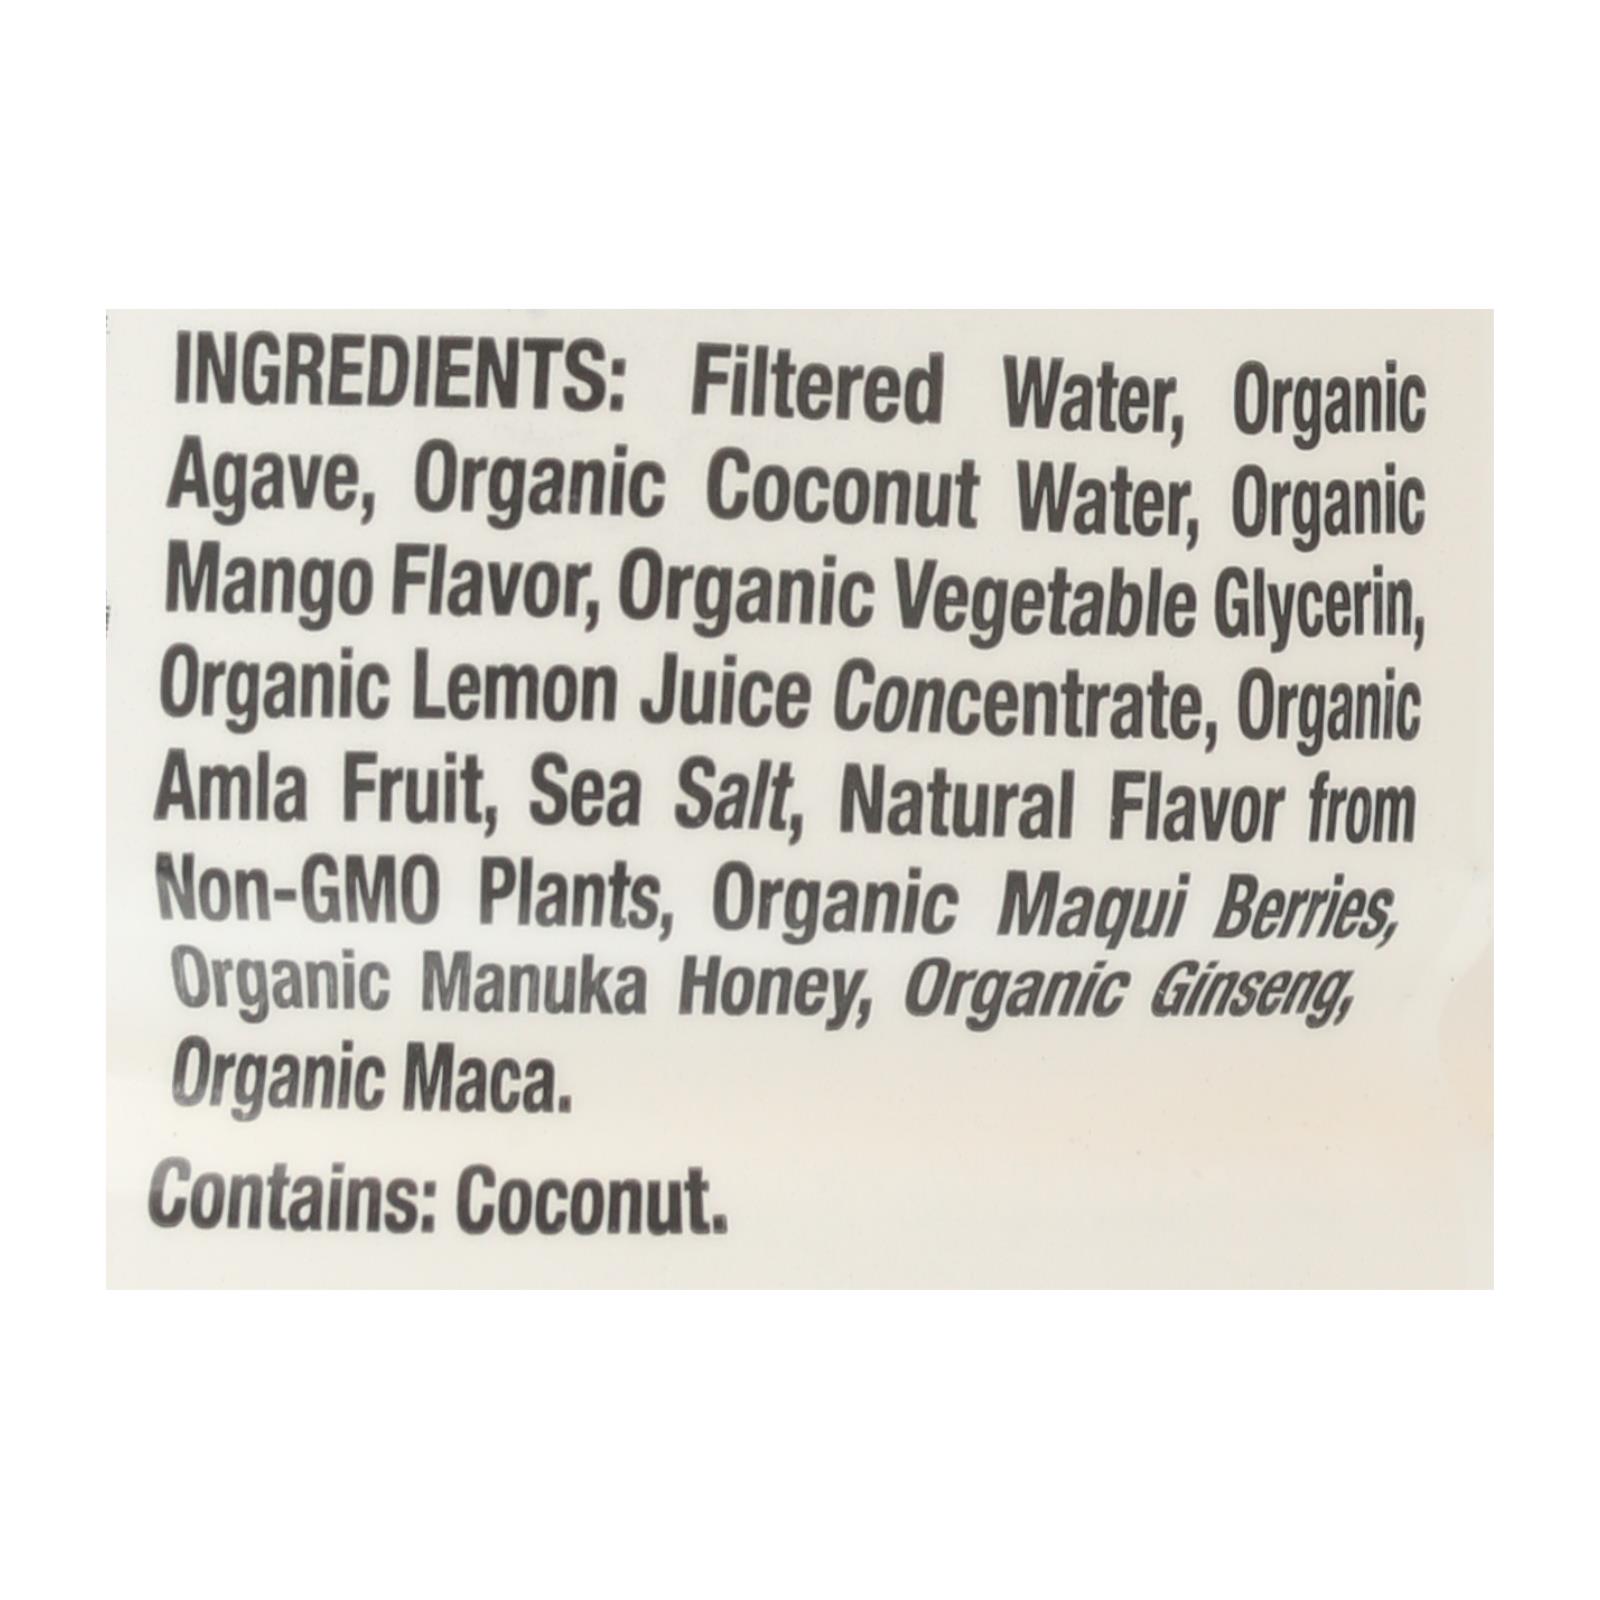 INGREDIENTS: Filtered Water, Organic
Agave, Organic Coconut Water, Organic
Mango Flavor, Organic Vegetable Glycerin,
Organic Lemon Juice Concentrate, Organic
Amla Fruit, Sea Salt, Natural Flavor from
Non-GMO Plants, Organic Maqui Berries,
Organic Manuka Honey, Organic Ginseng,
Organic Maca.
Contains: Coconut.